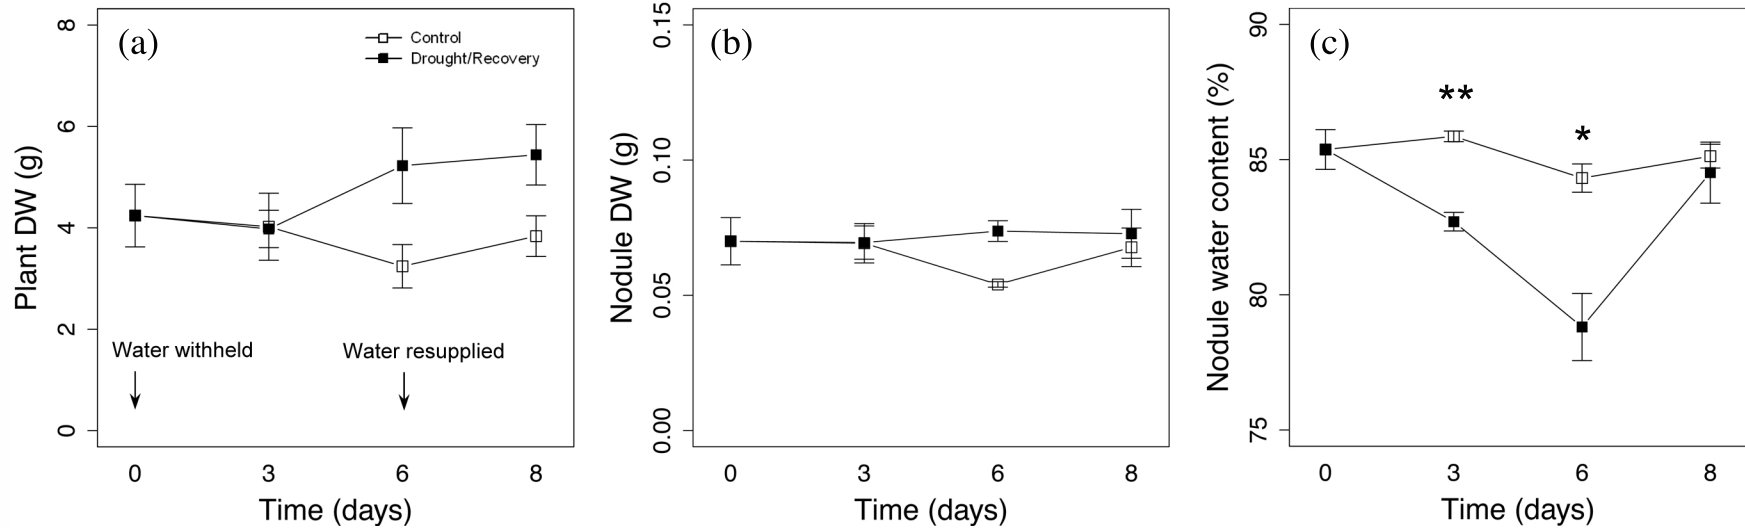 (a)
Control
Drought/Recovery
8
6
4
2
0
Plant DW (g)
Water withheld
Water resupplied
0 3 6 8
Time (days)
(b)
0.15
0.10
0.05
0.00
Nodule DW (g)
0 3 6 8
Time (days)
(c)
90
85
80
75
Nodule water content (%)
**
*
0 3 6 8
Time (days)